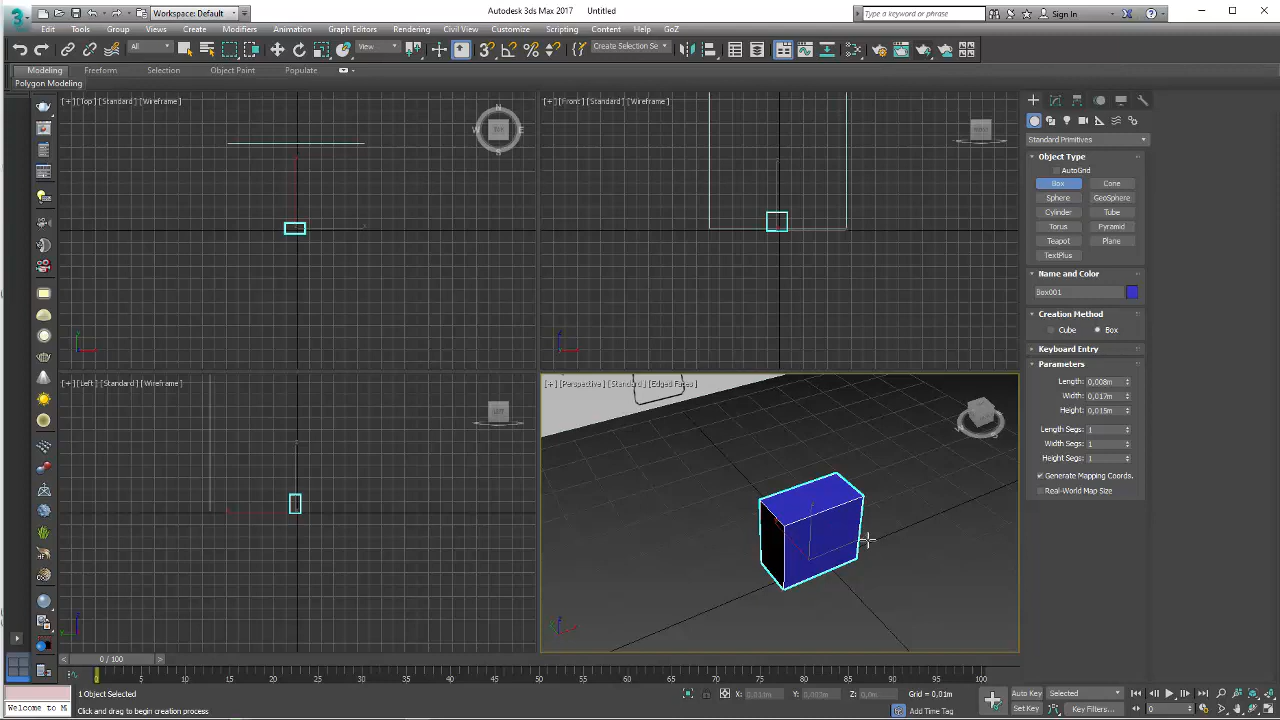 Workspace: Default
Autodesk 3ds Max 2017
Untitled
Type a keyword or phrase
Sign In
Edit Tools Group Views Create Modifiers Animation Graph Editors Rendering Civil View Customize Scripting Content Help GoZ
All
View
Create Selection Se
Modeling Freeform Selection Object Paint Populate
Polygon Modeling
[+] [Top] [Standard] [Wireframe]
[+] [Front] [Standard] [Wireframe]
N
W
E
S
TOP
Standard Primitives
Object Type
AutoGrid
Box Cone
Sphere GeoSphere
Cylinder Tube
Torus Pyramid
Teapot Plane
TextPlus
Name and Color
Box001
Creation Method
Cube Box
Keyboard Entry
Parameters
Length: 0,008m
Width: 0,017m
Height: 0,015m
Length Segs: 1
Width Segs: 1
Height Segs: 1
Generate Mapping Coords.
Real-World Map Size
[+] [Left] [Standard] [Wireframe]
[+] [Perspective] [Standard] [Edged Faces]
LEFT
0 / 100
0 5 10 15 20 25 30 35 40 45 50 55 60 65 70 75 80 85 90 95 100
1 Object Selected
X: 0,014m Y: 0,003m Z: 0,0m Grid = 0,01m
Auto Key Selected
Welcome to M
Click and drag to begin creation process
Add Time Tag
Set Key Key Filters...
0